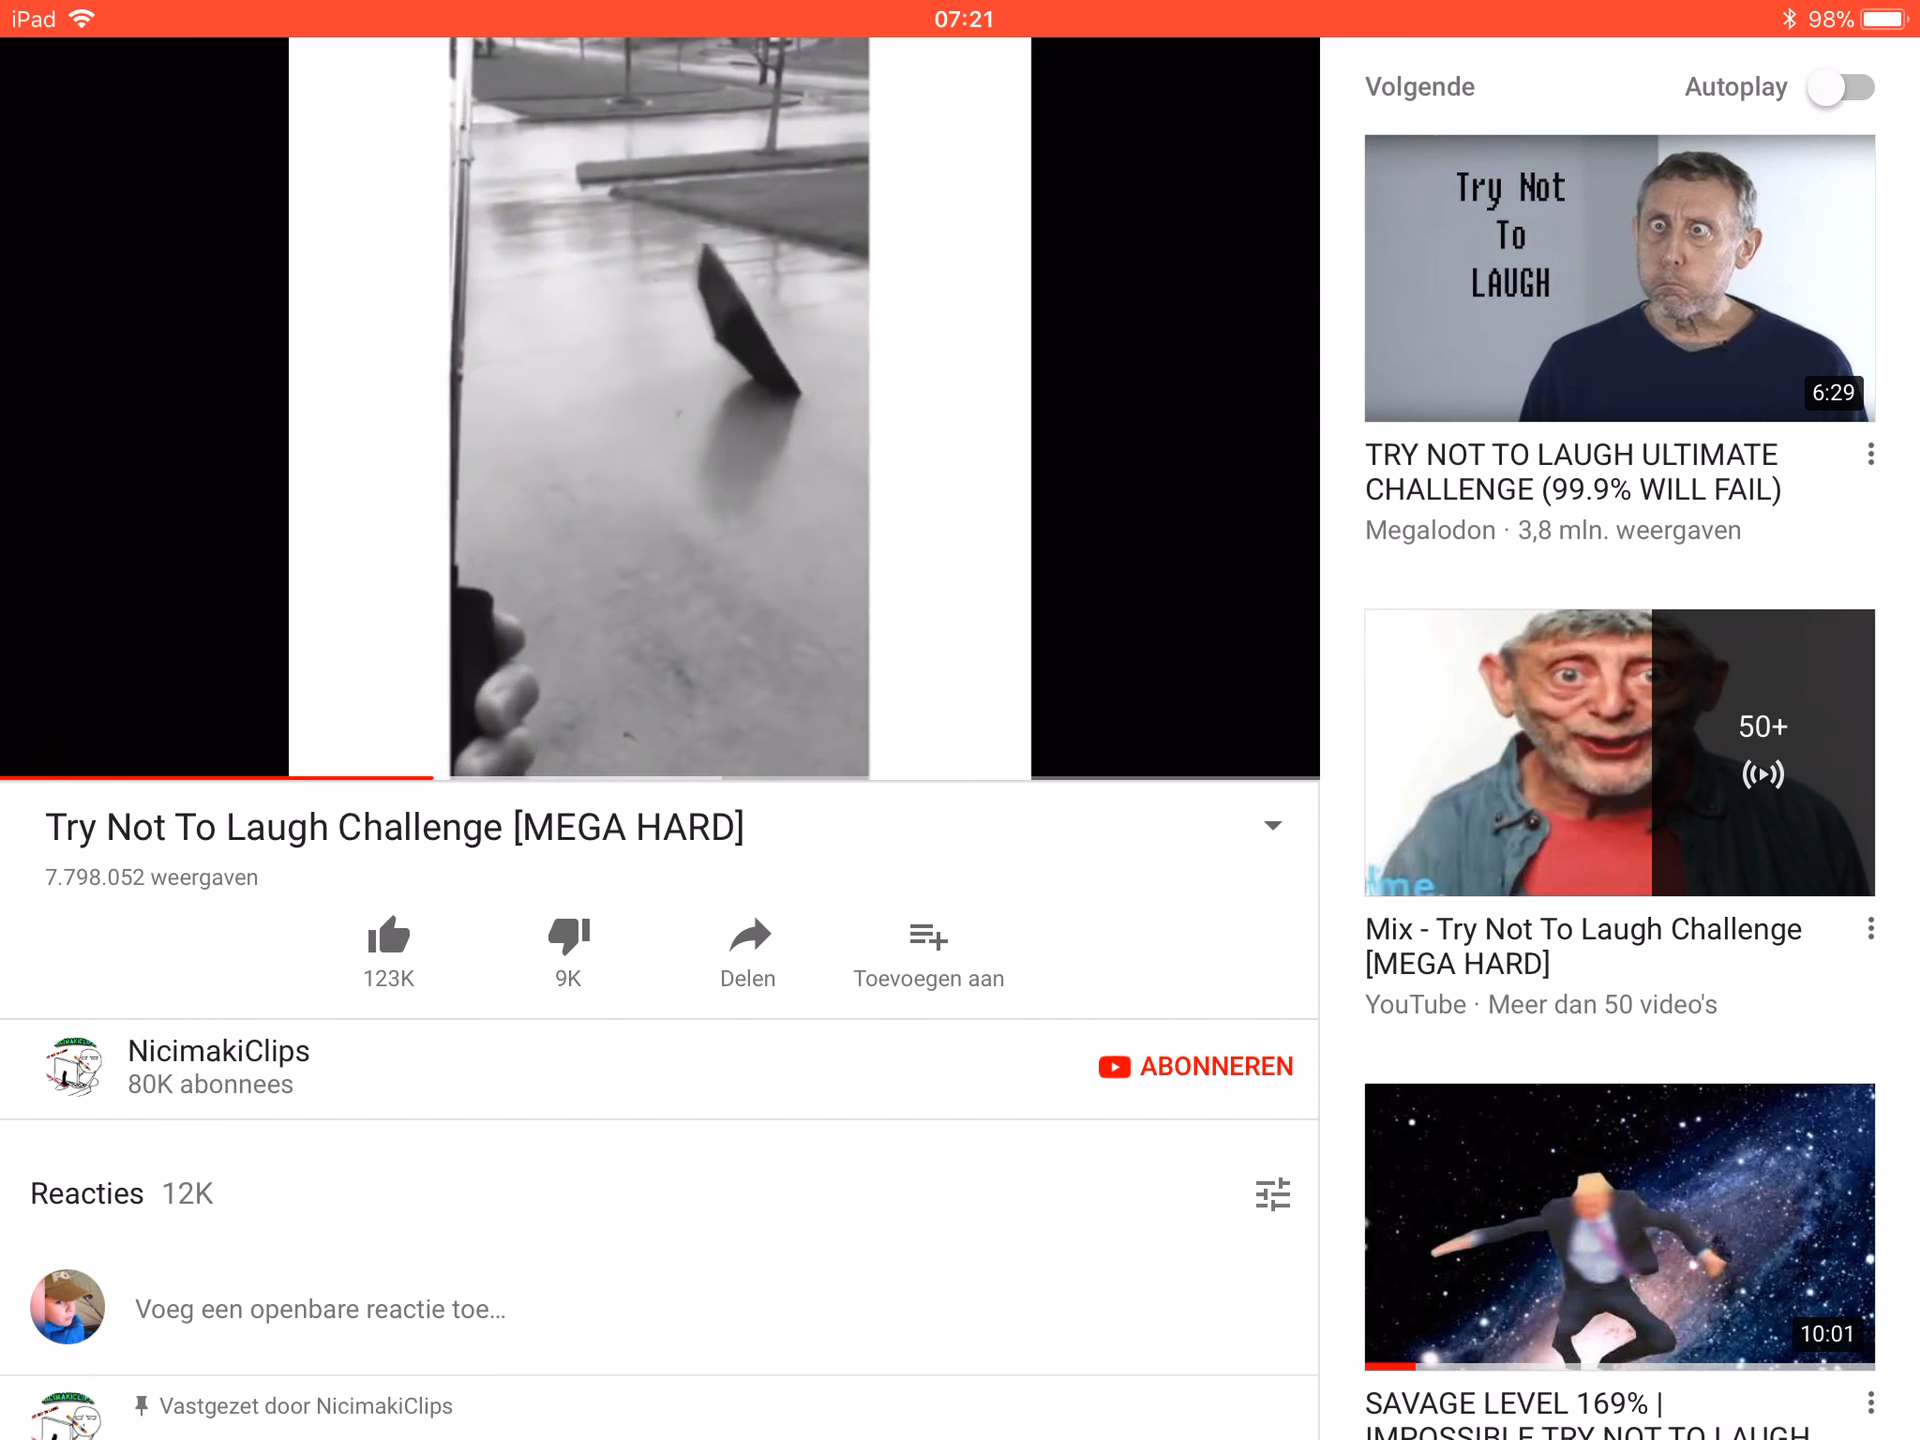 iPad
07:21
98%
Volgende
Autoplay
Try Not
To
LAUGH
6:29
TRY NOT TO LAUGH ULTIMATE
CHALLENGE (99.9% WILL FAIL)
Megalodon · 3,8 mln. weergaven
50+
me
Mix - Try Not To Laugh Challenge
[MEGA HARD]
YouTube · Meer dan 50 video's
10:01
SAVAGE LEVEL 169% |
IMPOSSIBLE TRY NOT TO LAUGH
Try Not To Laugh Challenge [MEGA HARD]
7.798.052 weergaven
123K
9K
Delen
Toevoegen aan
NicimakiClips
80K abonnees
ABONNEREN
Reacties 12K
Voeg een openbare reactie toe...
Vastgezet door NicimakiClips